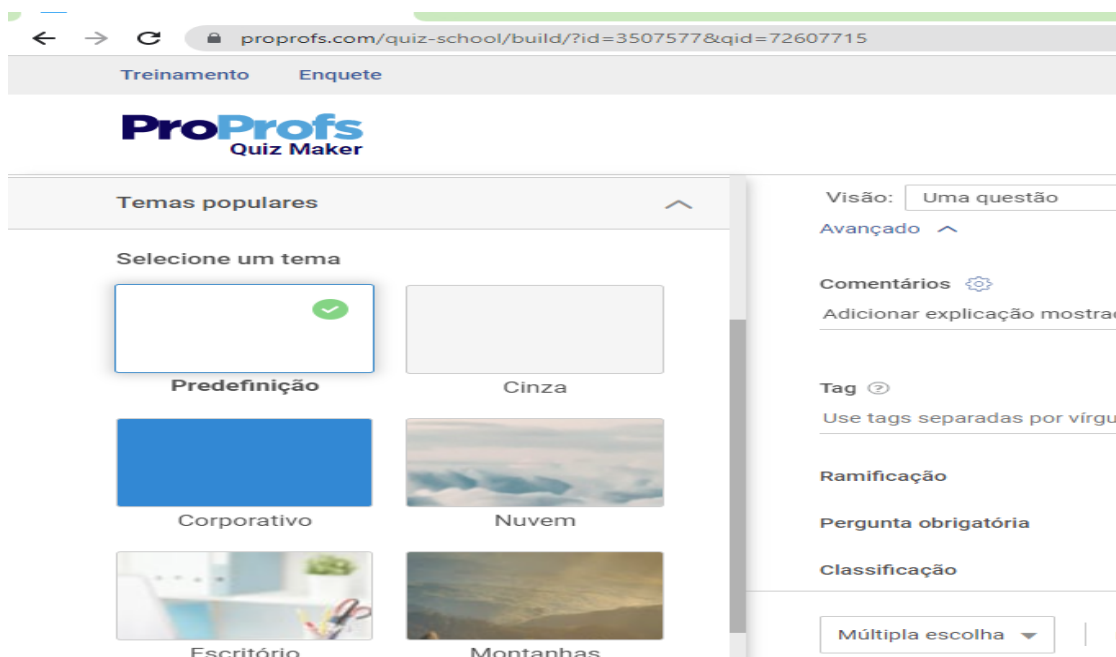 proprofs.com/quiz-school/build/?id=3507577&qid=72607715
Treinamento Enquete
ProProfs
Quiz Maker
Temas populares
Selecione um tema
Predefinição Cinza
Corporativo Nuvem
Escritório Montanhas
Visão: Uma questão
Avançado
Comentários
Adicionar explicação
Tag
Use tags separadas por
Ramificação
Pergunta obrigatória
Classificação
Múltipla escolha